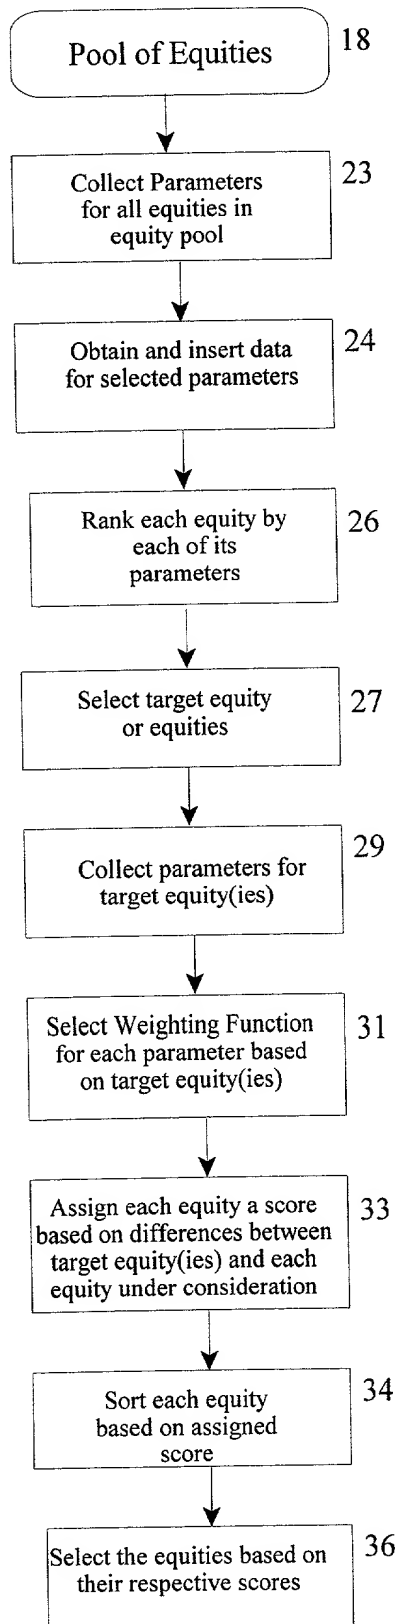 Pool of Equities
18
Collect Parameters
for all equities in
equity pool
23
Obtain and insert data
for selected parameters
24
Rank each equity by
each of its
parameters
26
Select target equity
or equities
27
Collect parameters for
target equity(ies)
29
Select Weighting Function
for each parameter based
on target equity(ies)
31
Assign each equity a score
based on differences between
target equity(ies) and each
equity under consideration
33
Sort each equity
based on assigned
score
34
Select the equities based on
their respective scores
36